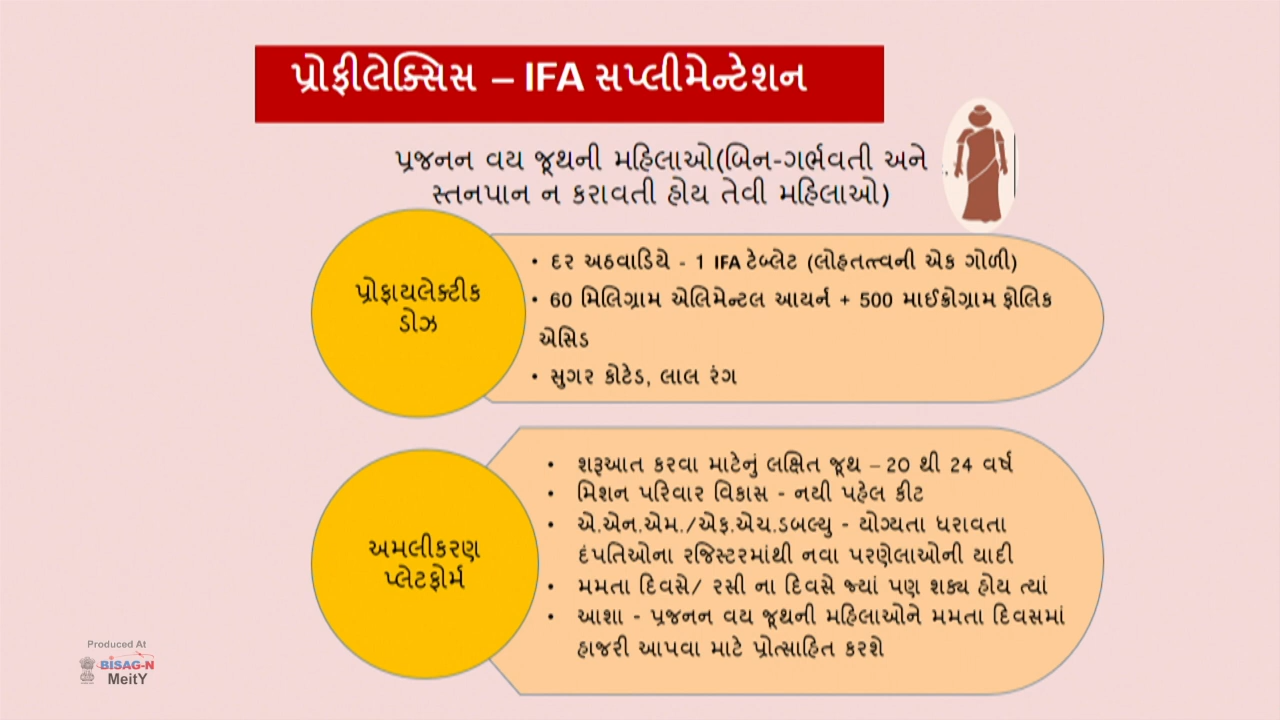 પ્રોફીલેક્સિસ – IFA સપ્લીમેન્ટેશન
પ્રજનન વય જૂથની મહિલાઓ(બિન-ગર્ભવતી અને
સ્તનપાન ન કરાવતી હોય તેવી મહિલાઓ)
પ્રોફાયલેક્ટીક
ડોઝ
• દર અઠવાડિયે - 1 IFA ટેબ્લેટ (લોહતત્ત્વની એક ગોળી)
• 60 મિલિગ્રામ એલિમેન્ટલ આયર્ન + 500 માઈક્રોગ્રામ ફોલિક
એસિડ
• સુગર કોટેડ, લાલ રંગ
અમલીકરણ
પ્લેટફોર્મ
• શરૂઆત કરવા માટેનું લક્ષિત જૂથ – 20 થી 24 વર્ષ
• મિશન પરિવાર વિકાસ - નયી પહેલ કીટ
• એ.એન.એમ./એફ.એચ.ડબલ્યુ - યોગ્યતા ધરાવતા
દંપતિઓના રજિસ્ટરમાંથી નવા પરણેલાઓની યાદી
• મમતા દિવસે/ રસી ના દિવસે જ્યાં પણ શક્ય હોય ત્યાં
• આશા - પ્રજનન વય જૂથની મહિલાઓને મમતા દિવસમાં
હાજરી આપવા માટે પ્રોત્સાહિત કરશે
Produced At
BISAG-N
MeitY